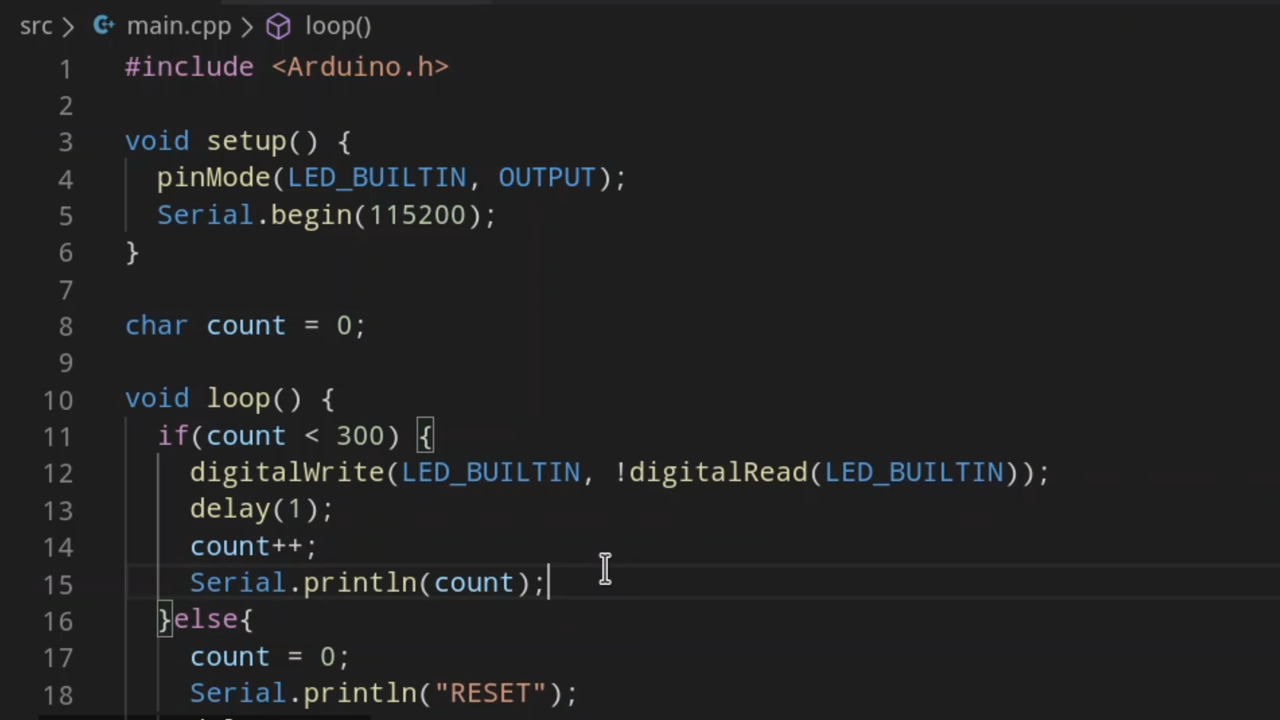 src > main.cpp > loop()
1 #include <Arduino.h>
2
3 void setup() {
4 pinMode(LED_BUILTIN, OUTPUT);
5 Serial.begin(115200);
6 }
7
8 char count = 0;
9
10 void loop() {
11 if(count < 300) {
12 digitalWrite(LED_BUILTIN, !digitalRead(LED_BUILTIN));
13 delay(1);
14 count++;
15 Serial.println(count);
16 }else{
17 count = 0;
18 Serial.println("RESET");